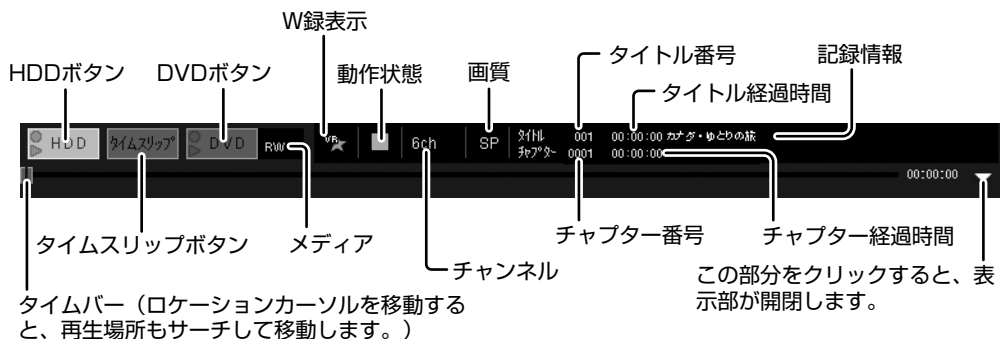 W録表示
HDDボタン
DVDボタン
動作状態
画質
タイトル番号
記録情報
タイトル経過時間
HDD
タイムスリップ
DVD
RW
VR
6ch
SP
タイトル 001 00:00:00 カナダ・ゆとりの旅
チャプター 0001 00:00:00
00:00:00
タイムスリップボタン
メディア
チャンネル
チャプター番号
チャプター経過時間
タイムバー（ロケーションカーソルを移動する
と、再生場所もサーチして移動します。）
この部分をクリックすると、表
示部が開閉します。